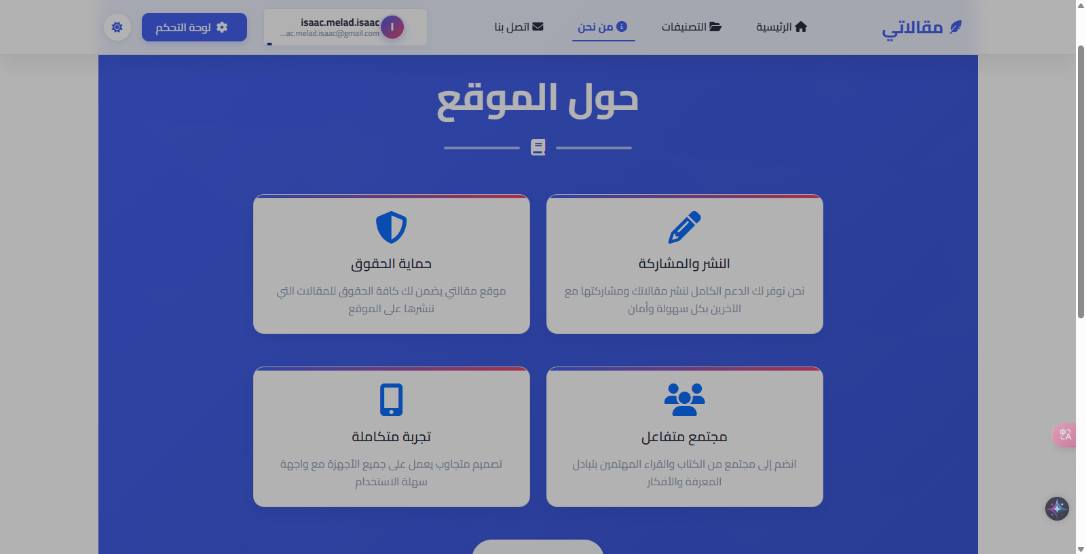 مقالاتي
الرئيسية
التصنيفات
من نحن
اتصل بنا
I
isaac.melad.isaac
...ac.melad.isaac@gmail.com
لوحة التحكم
حول الموقع
النشر والمشاركة
نحن نوفر لك الدعم الكامل لنشر مقالاتك ومشاركتها مع
الآخرين بكل سهولة وأمان
حماية الحقوق
موقع مقالتي يضمن لك كافة الحقوق للمقالات التي
تنشرها على الموقع
مجتمع متفاعل
انضم إلى مجتمع من الكتاب والقراء المهتمين بتبادل
المعرفة والأفكار
تجربة متكاملة
تصميم متجاوب يعمل على جميع الأجهزة مع واجهة
سهلة الاستخدام